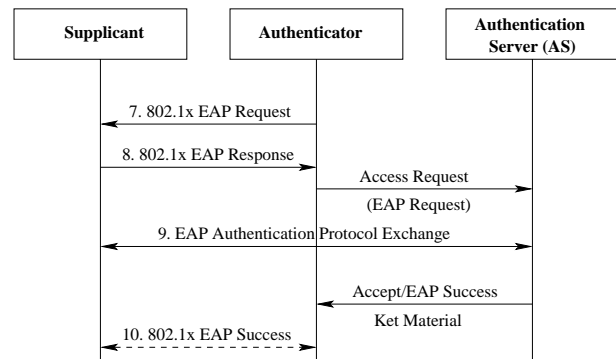 Supplicant
Authenticator
Authentication
Server (AS)
7. 802.1x EAP Request
8. 802.1x EAP Response
Access Request
(EAP Request)
9. EAP Authentication Protocol Exchange
Accept/EAP Success
Ket Material
10. 802.1x EAP Success